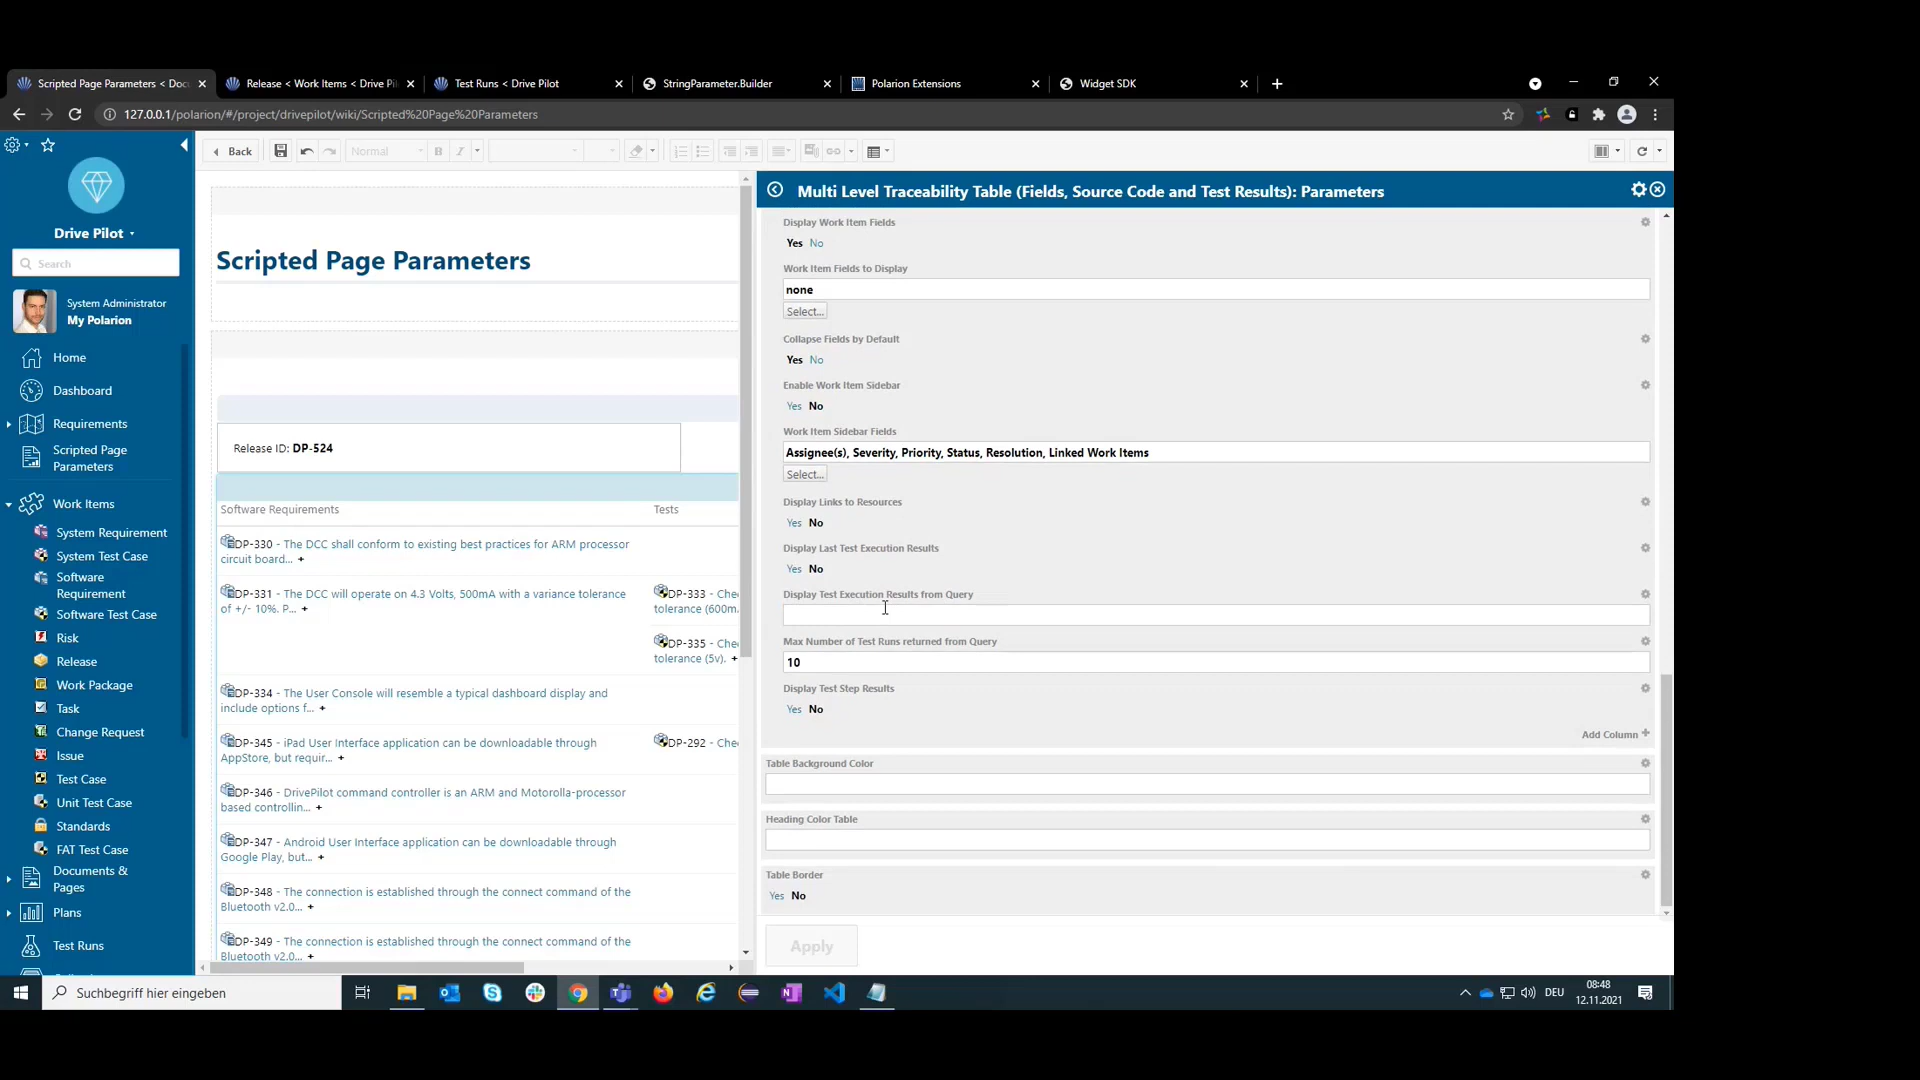 Scripted Page Parameters < Docu
Release < Work Items < Drive Pil
Test Runs < Drive Pilot
StringParameter.Builder
Polarion Extensions
Widget SDK
127.0.0.1/polarion/#/project/drivepilot/wiki/Scripted%20Page%20Parameters
Back
Normal
B
I
Drive Pilot
Search
System Administrator
My Polarion
Home
Dashboard
Requirements
Scripted Page
Parameters
Work Items
System Requirement
System Test Case
Software
Requirement
Software Test Case
Risk
Release
Work Package
Task
Change Request
Issue
Test Case
Unit Test Case
Standards
FAT Test Case
Documents &
Pages
Plans
Test Runs
Scripted Page Parameters
Release ID: DP-524
Software Requirements
Tests
DP-330 - The DCC shall conform to existing best practices for ARM processor
circuit board... +
DP-331 - The DCC will operate on 4.3 Volts, 500mA with a variance tolerance
of +/- 10%. P... +
DP-333 - Chec
tolerance (600m
DP-335 - Chec
tolerance (5v). +
DP-334 - The User Console will resemble a typical dashboard display and
include options f... +
DP-345 - iPad User Interface application can be downloadable through
AppStore, but requir... +
DP-292 - Chec
DP-346 - DrivePilot command controller is an ARM and Motorolla-processor
based controllin... +
DP-347 - Android User Interface application can be downloadable through
Google Play, but... +
DP-348 - The connection is established through the connect command of the
Bluetooth v2.0... +
DP-349 - The connection is established through the connect command of the
Bluetooth v2.0... +
Multi Level Traceability Table (Fields, Source Code and Test Results): Parameters
Display Work Item Fields
Yes No
Work Item Fields to Display
none
Select...
Collapse Fields by Default
Yes No
Enable Work Item Sidebar
Yes No
Work Item Sidebar Fields
Assignee(s), Severity, Priority, Status, Resolution, Linked Work Items
Select...
Display Links to Resources
Yes No
Display Last Test Execution Results
Yes No
Display Test Execution Results from Query
Max Number of Test Runs returned from Query
10
Display Test Step Results
Yes No
Add Column +
Table Background Color
Heading Color Table
Table Border
Yes No
Apply
Suchbegriff hier eingeben
DEU
08:48
12.11.2021